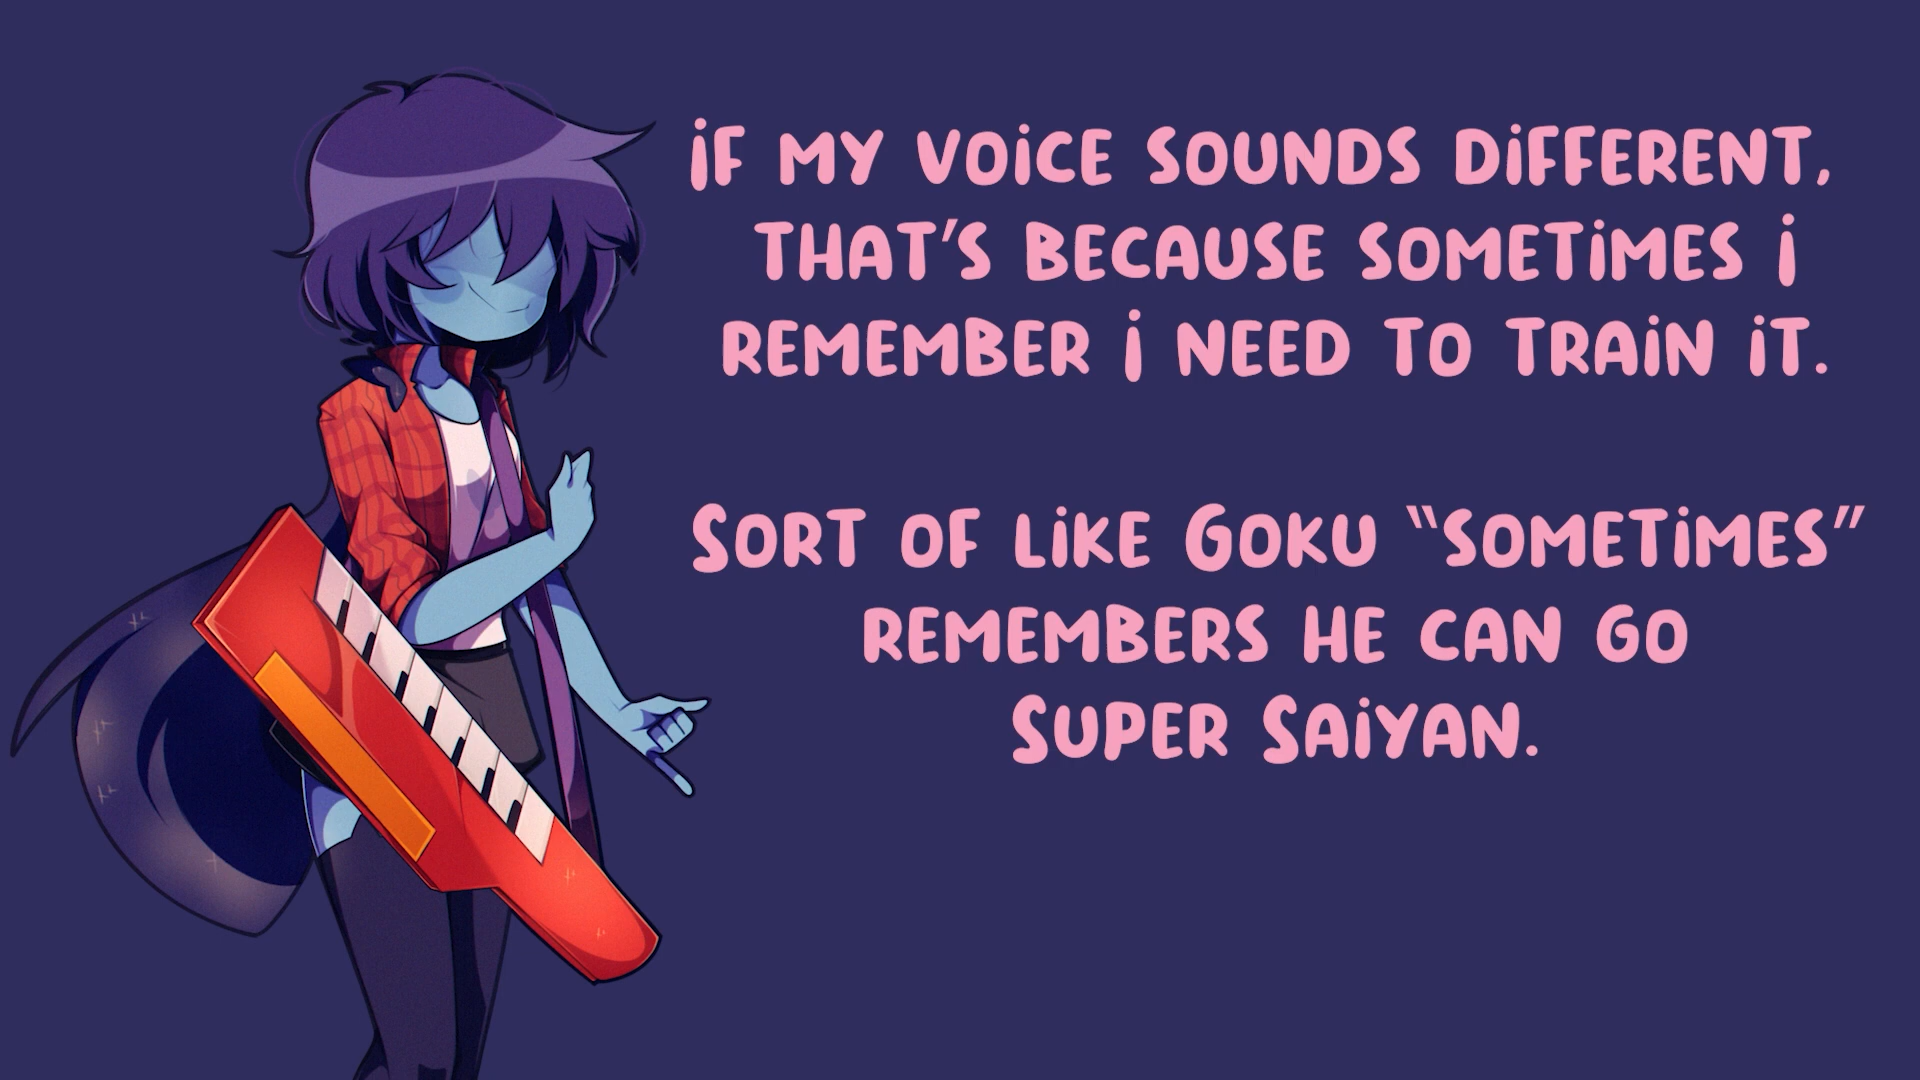 iF MY VOiCE SOUNDS DiFFERENT,
THAT'S BECAUSE SOMETiMES i
REMEMBER i NEED TO TRAiN iT.
SORT OF LiKE GOKU "SOMETiMES"
REMEMBERS HE CAN GO
SUPER SAiYAN.